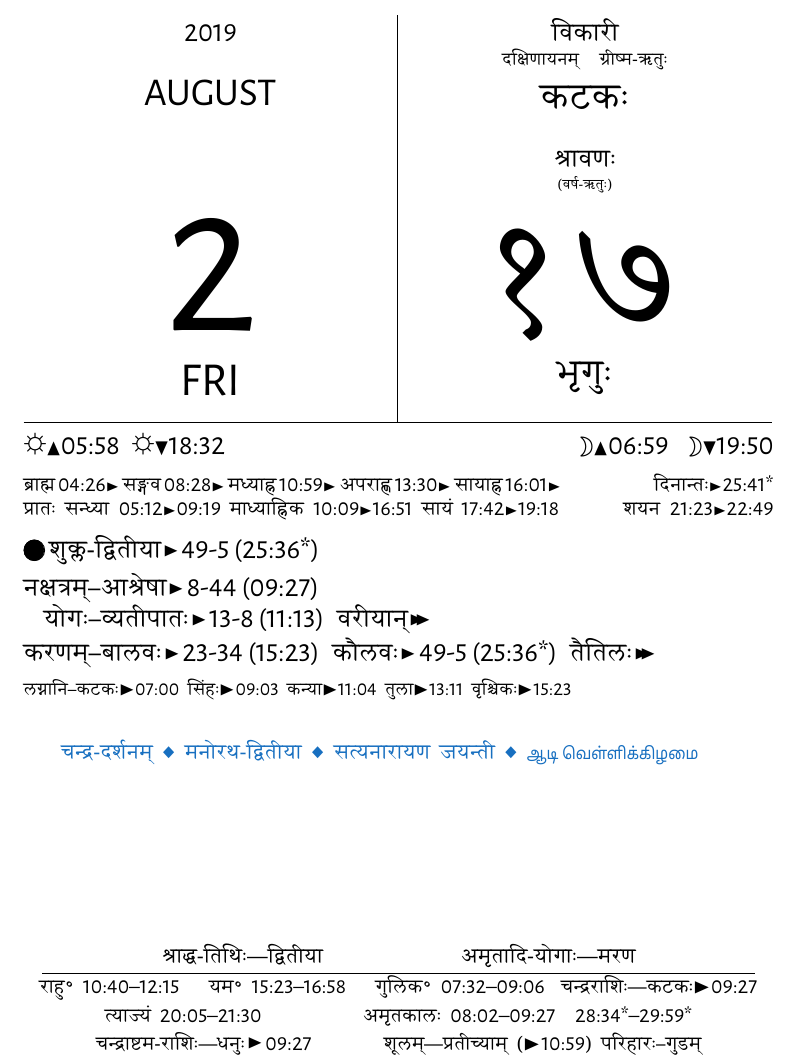 2019
AUGUST
2
FRI
विकारी
दक्षिणायनम् ग्रीष्म-ऋतुः
कटकः
श्रावणः
(वर्ष-ऋतुः)
१७
भृगुः
☼▲05:58 ☼▼18:32 ☽▲06:59 ☽▼19:50
ब्राह्म 04:26► सङ्गव 08:28► मध्याह्न 10:59► अपराह्ण 13:30► सायाह्न 16:01► दिनान्तः►25:41*
प्रातः सन्ध्या 05:12►09:19 माध्याह्निक 10:09►16:51 सायं 17:42►19:18 शयन 21:23►22:49
●शुक्ल-द्वितीया►49-5 (25:36*)
नक्षत्रम्–आश्रेषा►8-44 (09:27)
योगः–व्यतीपातः►13-8 (11:13) वरीयान्►►
करणम्–बालवः►23-34 (15:23) कौलवः►49-5 (25:36*) तैतिलः►►
लग्नानि–कटकः►07:00 सिंहः►09:03 कन्या►11:04 तुला►13:11 वृश्चिकः►15:23
चन्द्र-दर्शनम् ◆ मनोरथ-द्वितीया ◆ सत्यनारायण जयन्ती ◆ ஆடி வெள்ளிக்கிழமை
श्राद्ध-तिथिः—द्वितीया अमृतादि-योगाः—मरण
राहु° 10:40–12:15 यम° 15:23–16:58 गुलिक° 07:32–09:06 चन्द्रराशिः—कटकः►09:27
त्याज्यं 20:05–21:30 अमृतकालः 08:02–09:27 28:34*–29:59*
चन्द्राष्टम-राशिः—धनुः►09:27 शूलम्—प्रतीच्याम् (►10:59) परिहारः–गुडम्